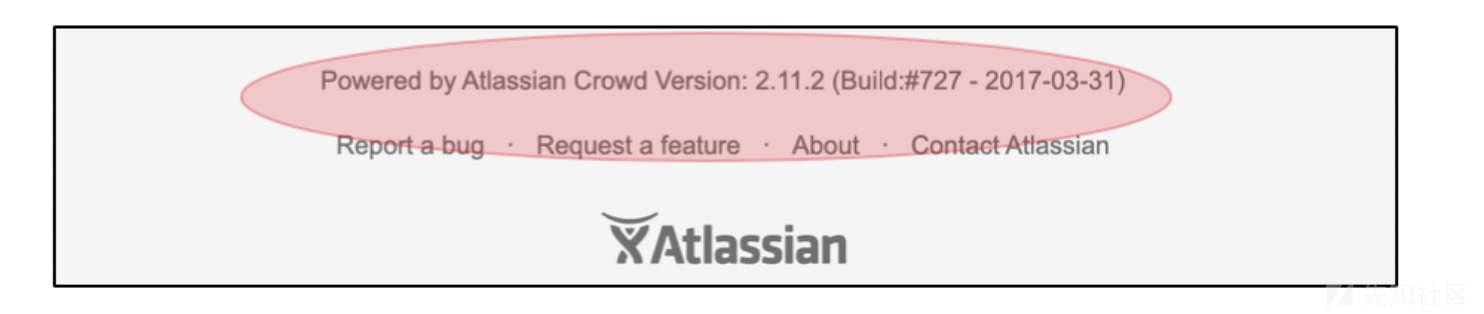 Powered by Atlassian Crowd Version: 2.11.2 (Build:#727 - 2017-03-31)
Report a bug · Request a feature · About · Contact Atlassian
Atlassian
先知社区